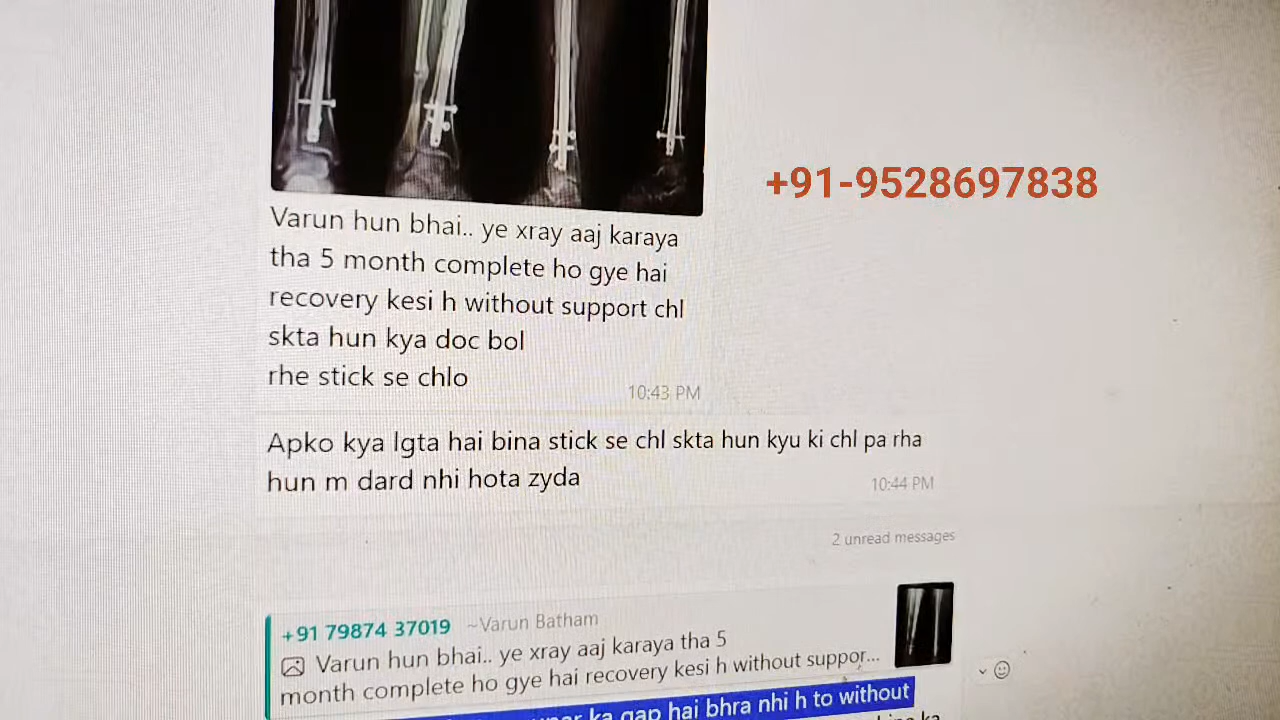 +91-9528697838
Varun hun bhai.. ye xray aaj karaya
tha 5 month complete ho gye hai
recovery kesi h without support chl
skta hun kya doc bol
rhe stick se chlo
10:43 PM
Apko kya lgta hai bina stick se chl skta hun kyu ki chl pa rha
hun m dard nhi hota zyda
10:44 PM
2 unread messages
+91 79874 37019 ~Varun Batham
Varun hun bhai.. ye xray aaj karaya tha 5
month complete ho gye hai recovery kesi h without suppor...
ka gap hai bhra nhi h to without